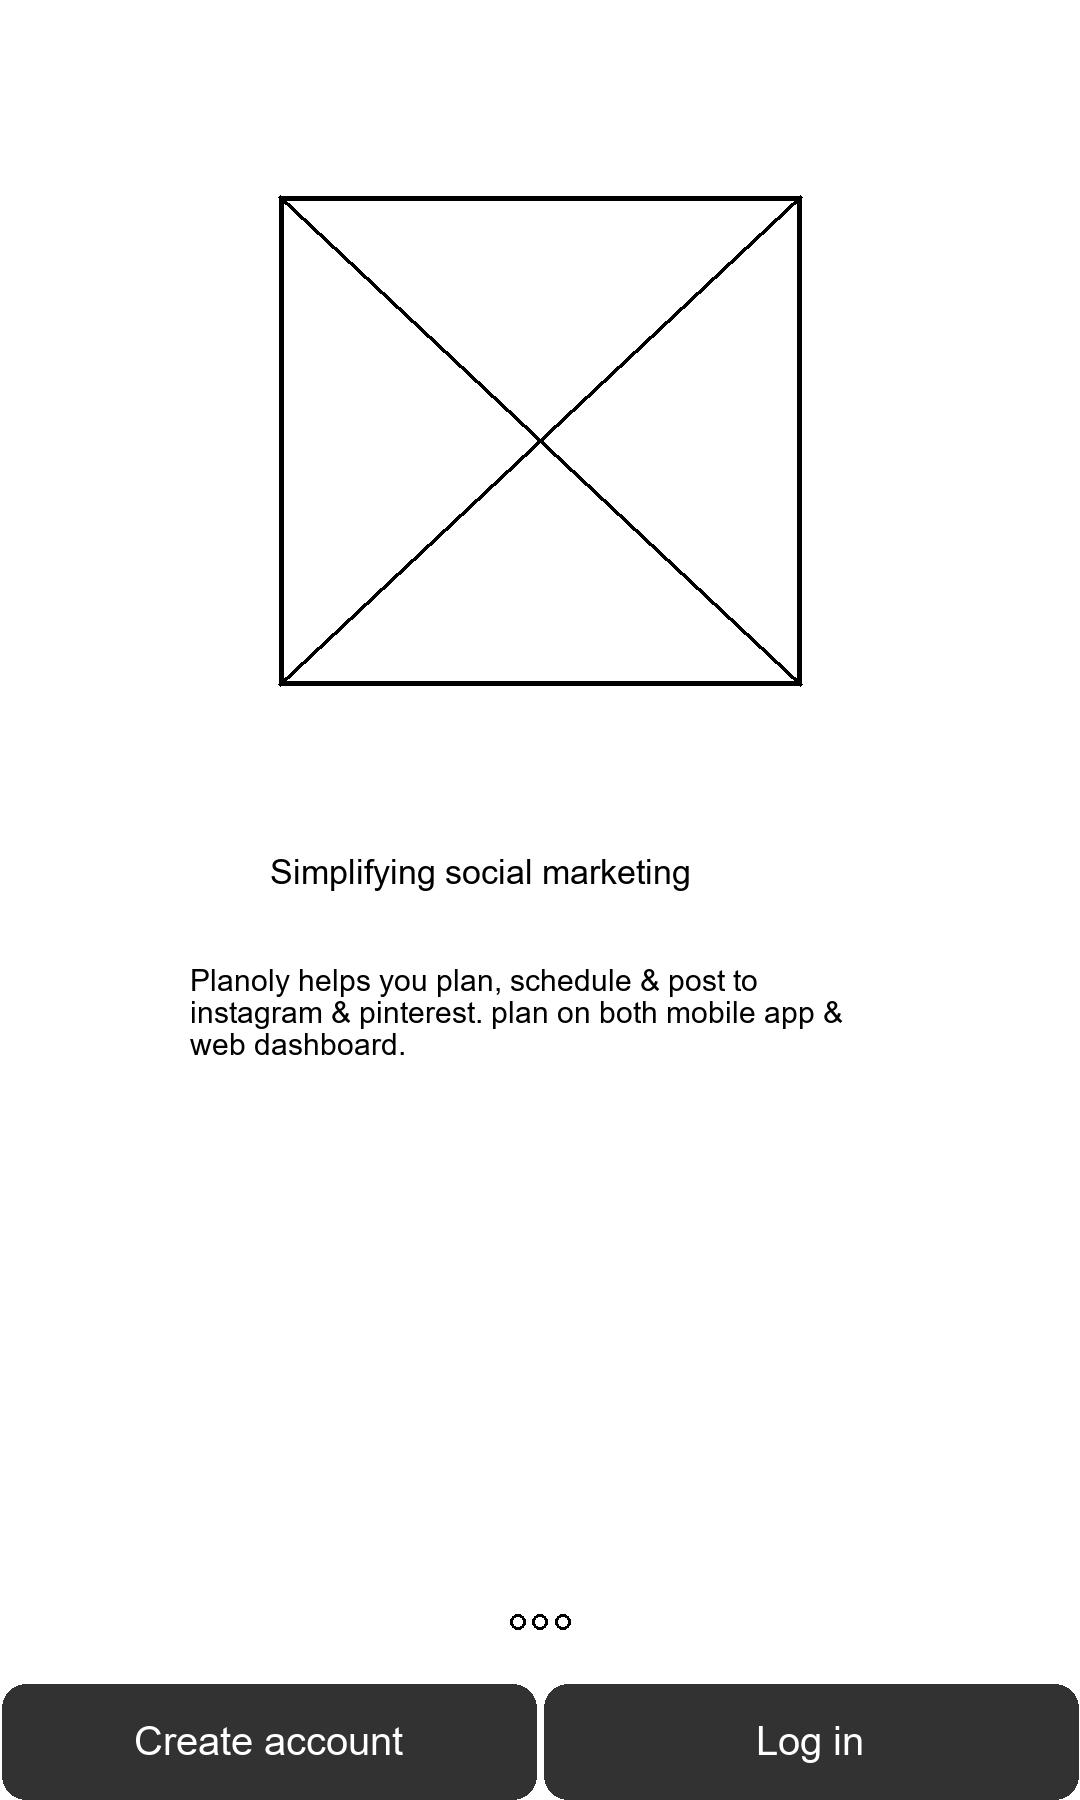 Simplifying social marketing
Planoly helps you plan, schedule & post to
instagram & pinterest. plan on both mobile app &
web dashboard.
Create account
Log in